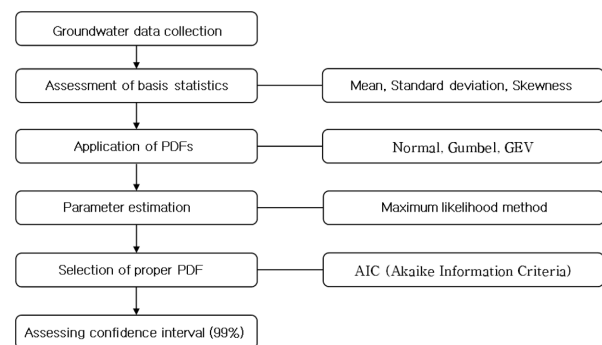 Groundwater data collection
Assessment of basis statistics
Mean, Standard deviation, Skewness
Application of PDFs
Normal, Gumbel, GEV
Parameter estimation
Maximum likelihood method
Selection of proper PDF
AIC (Akaike Information Criteria)
Assessing confidence interval (99%)